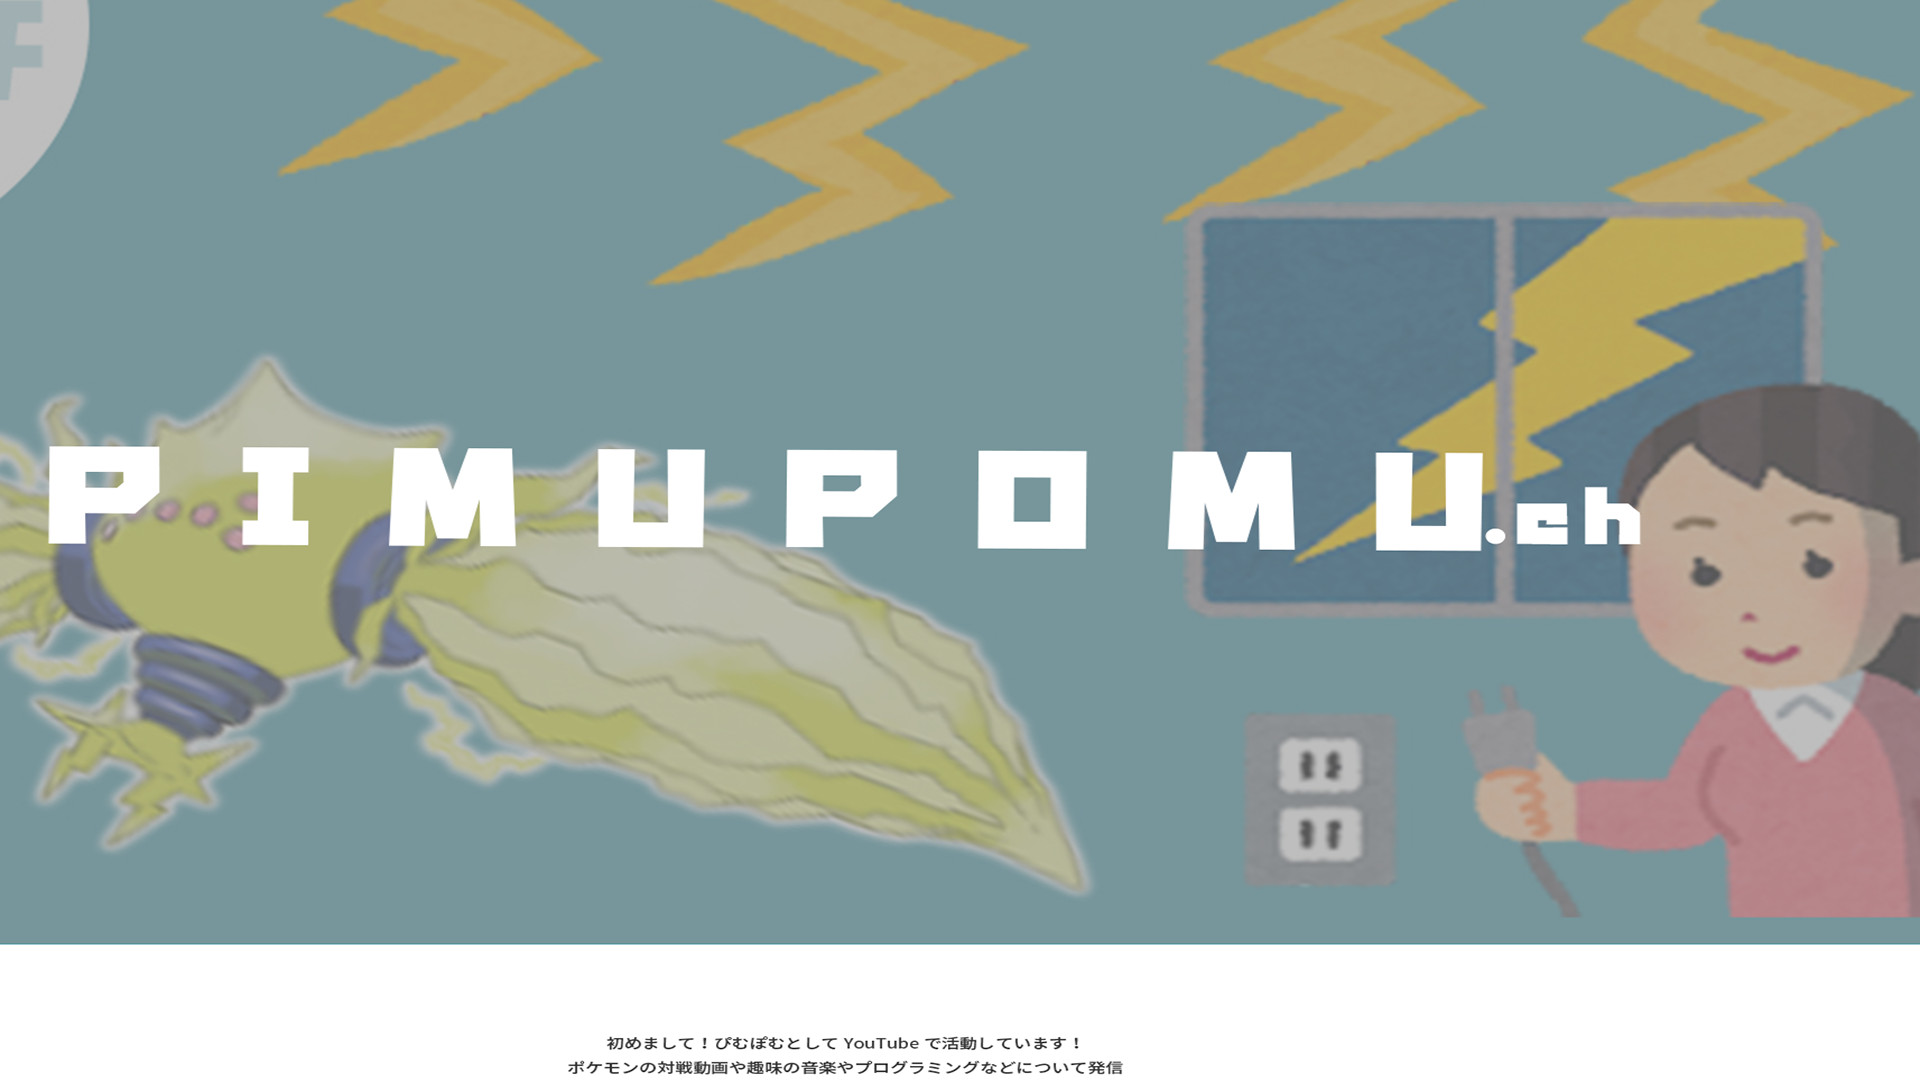 PIMUPOMU.ch
初めまして！ぴむぽむとして YouTube で活動しています！
ポケモンの対戦動画や趣味の音楽やプログラミングなどについて発信